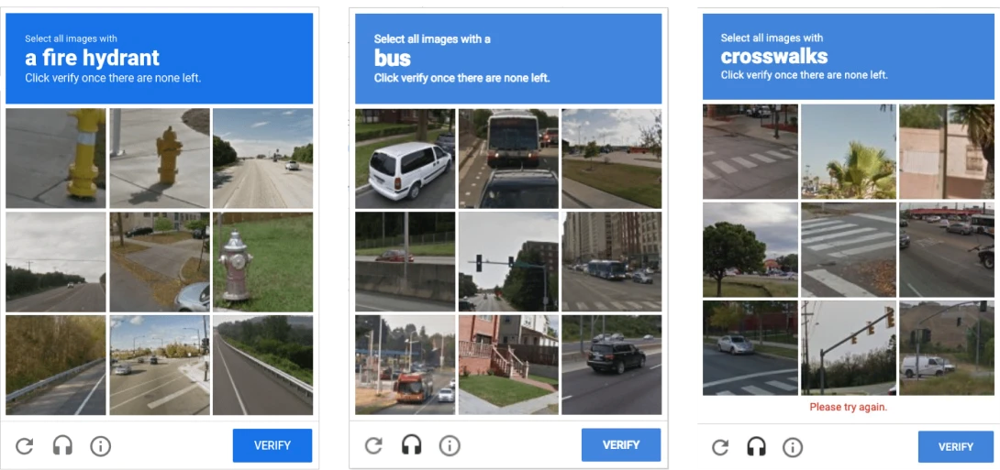 Select all images with
a fire hydrant
Click verify once there are none left.
VERIFY
Select all images with a
bus
Click verify once there are none left.
VERIFY
Select all images with
crosswalks
Click verify once there are none left.
Please try again.
VERIFY